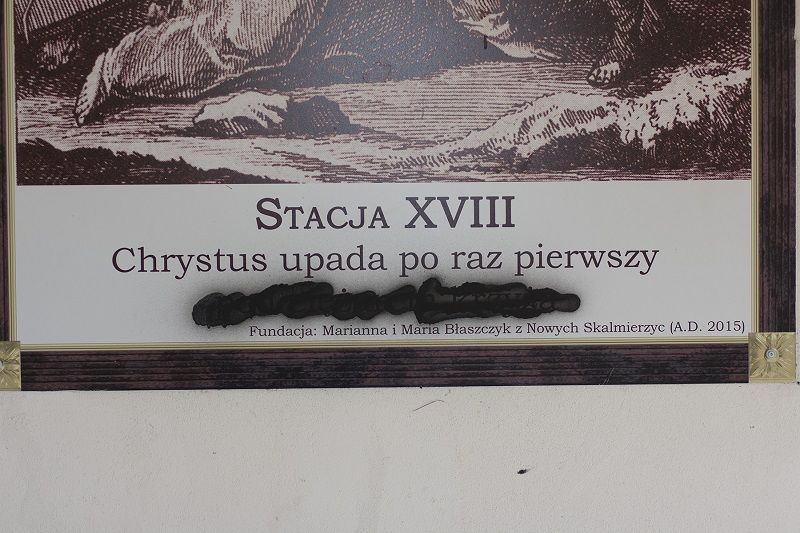 STACJA XVIII
Chrystus upada po raz pierwszy
Fundacja: Marianna i Maria Błaszczyk z Nowych Skalmierzyc (A.D. 2015)